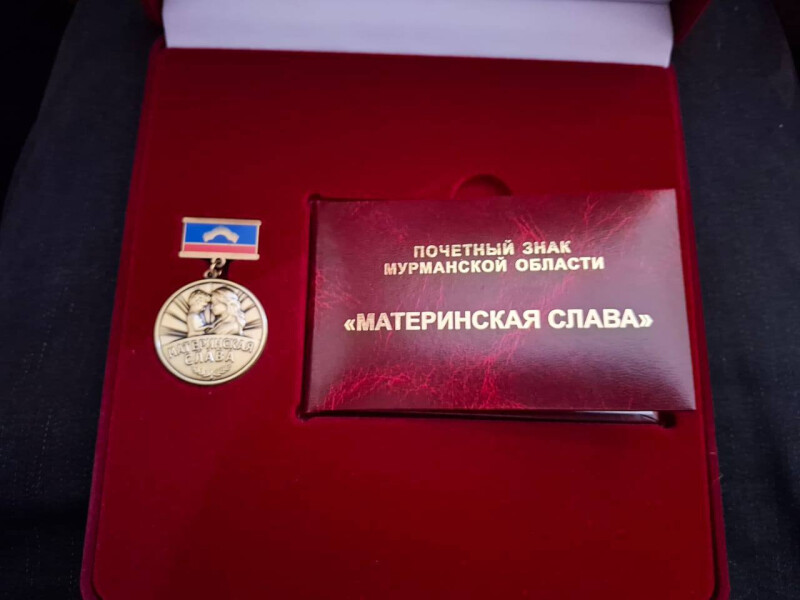 МАТЕРИНСКАЯ
СЛАВА
ПОЧЕТНЫЙ ЗНАК
МУРМАНСКОЙ ОБЛАСТИ
«МАТЕРИНСКАЯ СЛАВА»